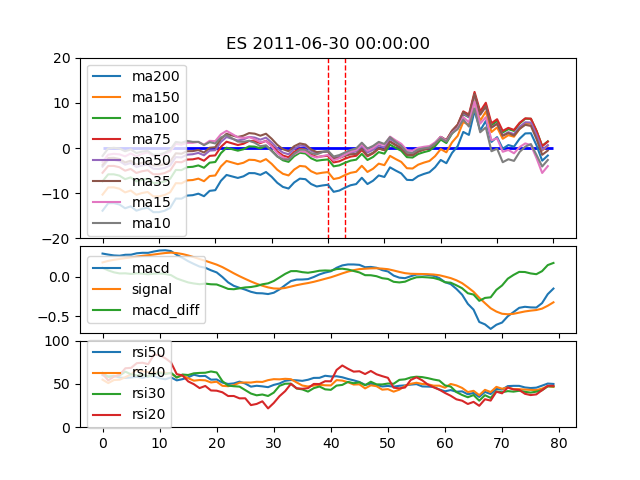 ES 2011-06-30 00:00:00
20
10
0
−10
−20
ma200
ma150
ma100
ma75
ma50
ma35
ma15
ma10
0.0
−0.5
macd
signal
macd_diff
100
50
0
rsi50
rsi40
rsi30
rsi20
0 10 20 30 40 50 60 70 80